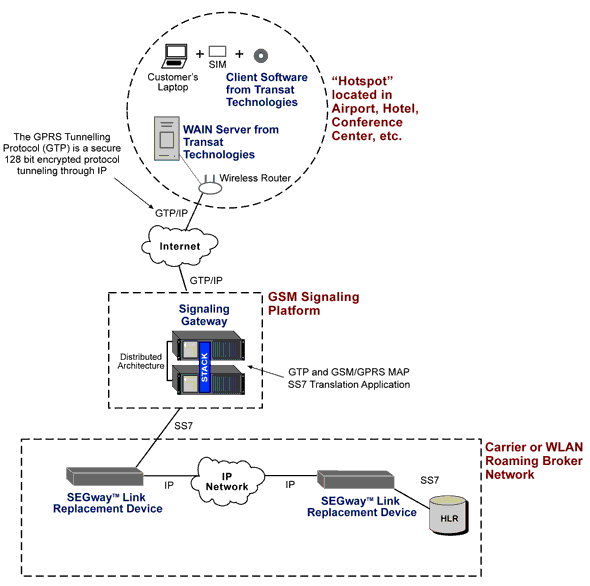 +
+
SIM
Customer's
Laptop
Client Software
from Transat
Technologies
"Hotspot"
located in
Airport, Hotel,
Conference
Center, etc.
WAIN Server from
Transat
Technologies
The GPRS Tunnelling
Protocol (GTP) is a secure
128 bit encrypted protocol
tunneling through IP
Wireless Router
GTP/IP
Internet
GTP/IP
GSM Signaling
Platform
Signaling
Gateway
Distributed
Architecture
STACK
GTP and GSM/GPRS MAP
SS7 Translation Application
SS7
Carrier or WLAN
Roaming Broker
Network
IP
Network
IP
IP
SS7
SEGway™ Link
Replacement Device
SEGway™ Link
Replacement Device
HLR